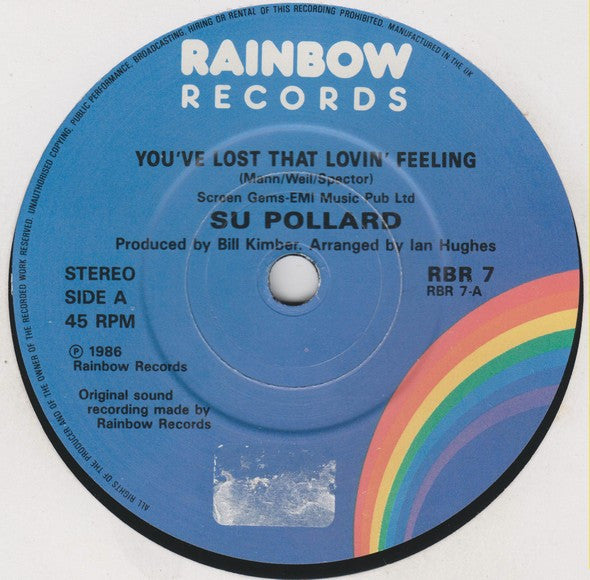 ALL RIGHTS OF THE PRODUCER AND OF THE OWNER OF THE RECORDED WORK RESERVED. UNAUTHORISED COPYING, PUBLIC PERFORMANCE, BROADCASTING, HIRING OR RENTAL OF THIS RECORDING PROHIBITED. MANUFACTURED IN THE UK
RAINBOW
RECORDS
YOU'VE LOST THAT LOVIN' FEELING
(Mann/Weil/Spector)
Screen Gems-EMI Music Pub Ltd
SU POLLARD
Produced by Bill Kimber. Arranged by Ian Hughes
STEREO
SIDE A
45 RPM
RBR 7
RBR 7-A
℗ 1986
Rainbow Records
Original sound
recording made by
Rainbow Records